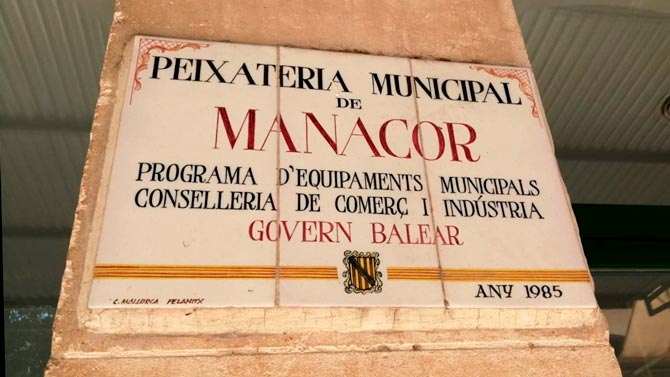 PEIXATERIA MUNICIPAL
DE
MANACOR
PROGRAMA D'EQUIPAMENTS MUNICIPALS
CONSELLERIA DE COMERÇ I INDÚSTRIA
GOVERN BALEAR
C. MALLORCA FELANITX
ANY 1985